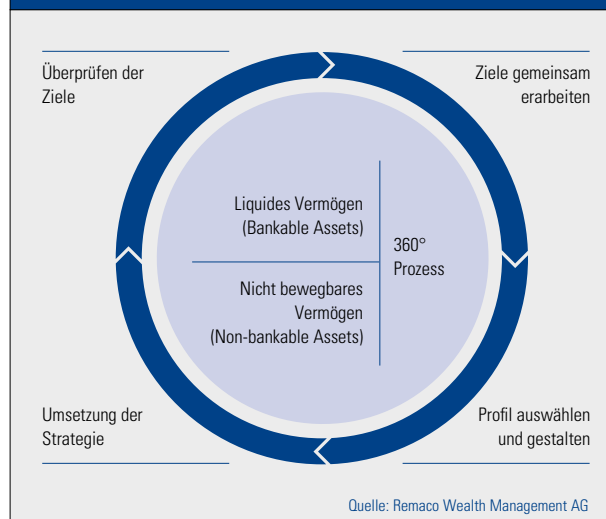 Überprüfen der
Ziele
Ziele gemeinsam
erarbeiten
Liquides Vermögen
(Bankable Assets)
360°
Prozess
Nicht bewegbares
Vermögen
(Non-bankable Assets)
Umsetzung der
Strategie
Profil auswählen
und gestalten
Quelle: Remaco Wealth Management AG